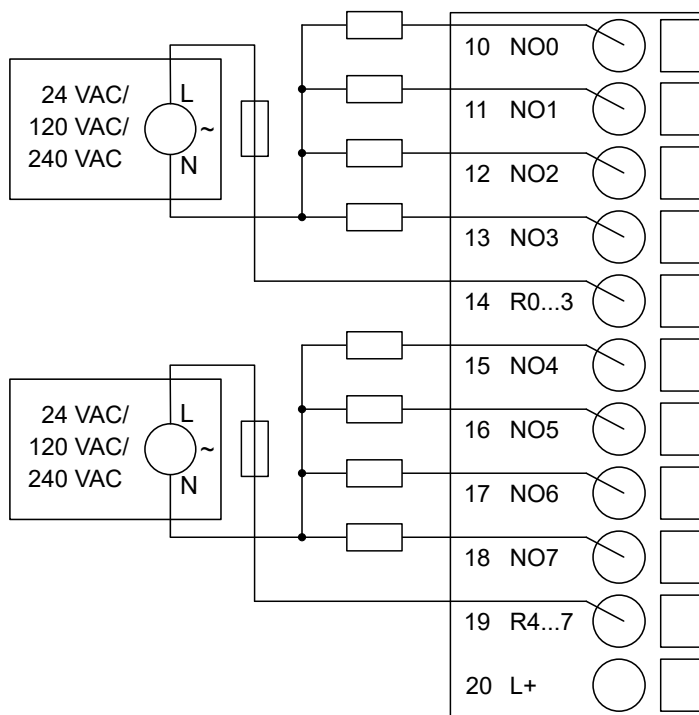 10 NO0
24 VAC/ L
120 VAC/ ~
240 VAC N
11 NO1
12 NO2
13 NO3
14 R0...3
15 NO4
24 VAC/ L
120 VAC/ ~
240 VAC N
16 NO5
17 NO6
18 NO7
19 R4...7
20 L+